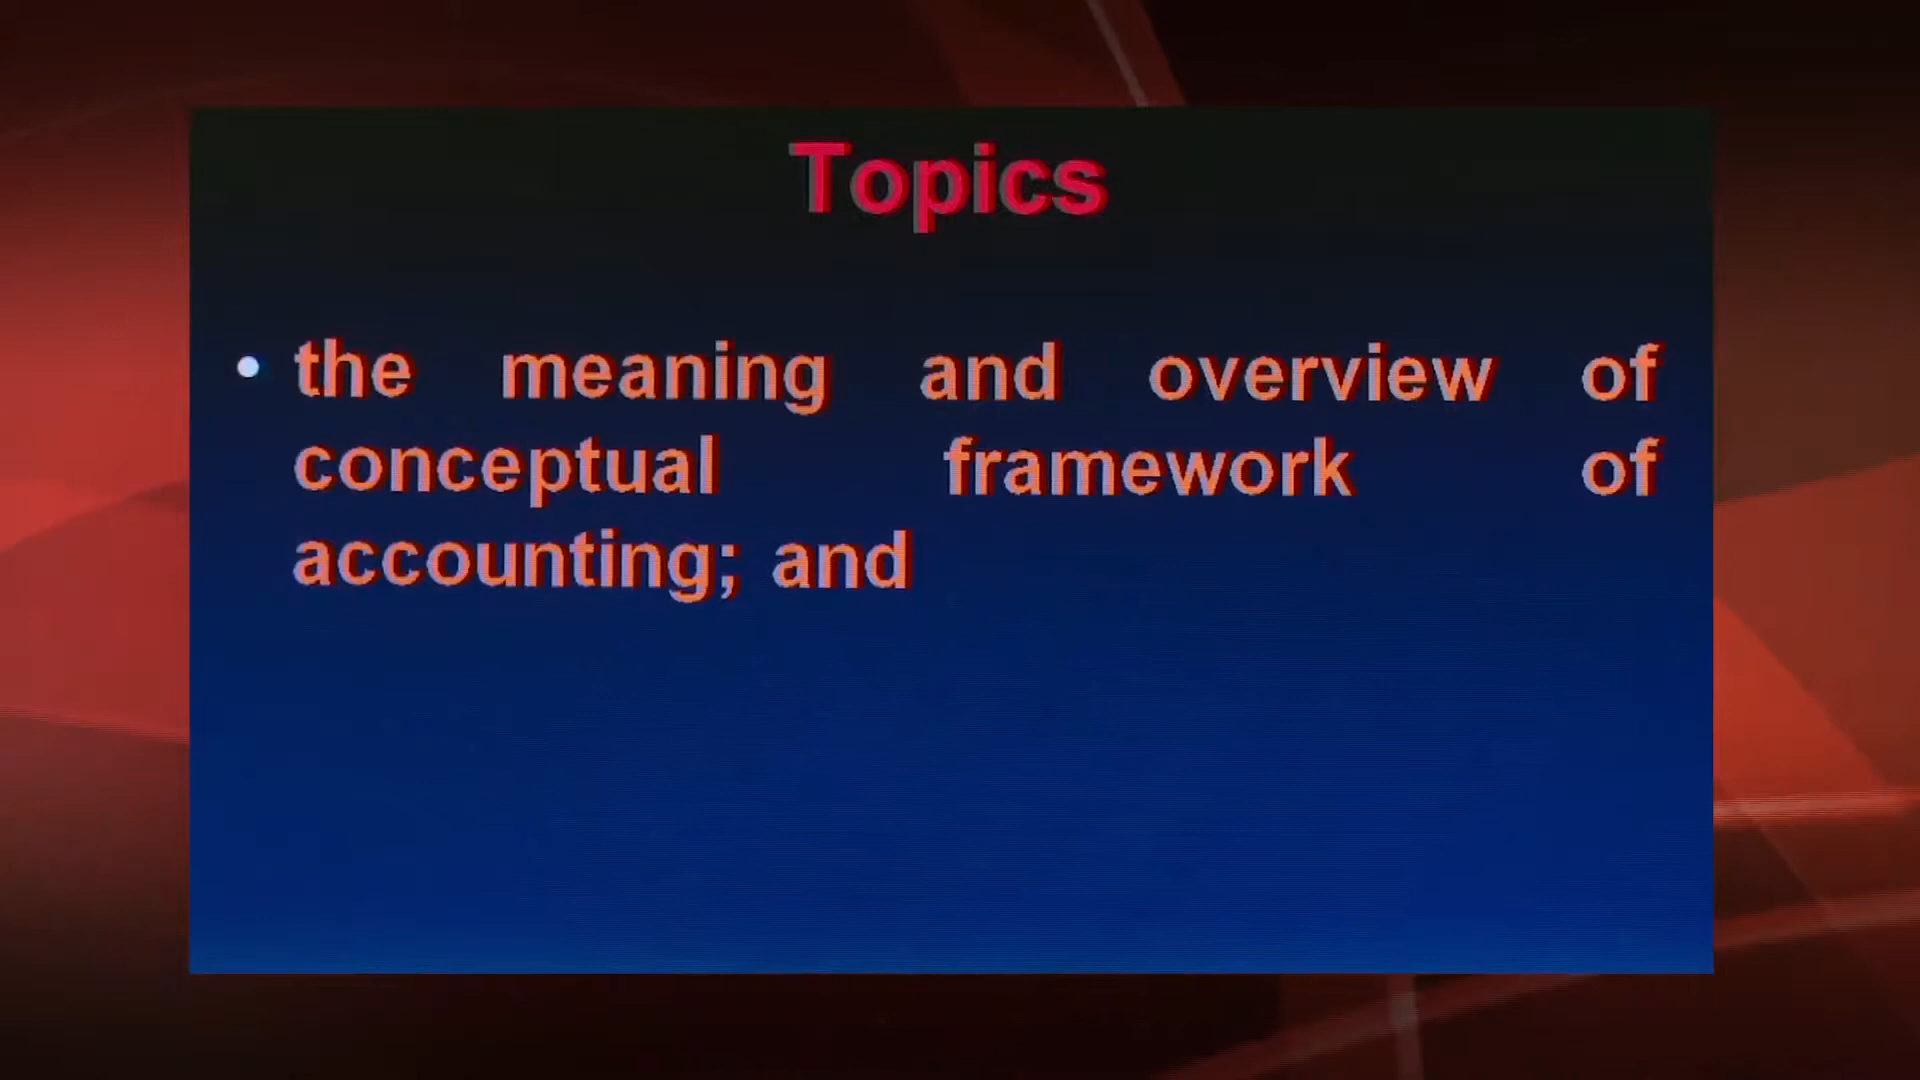 Topics
• the meaning and overview of
conceptual framework of
accounting; and